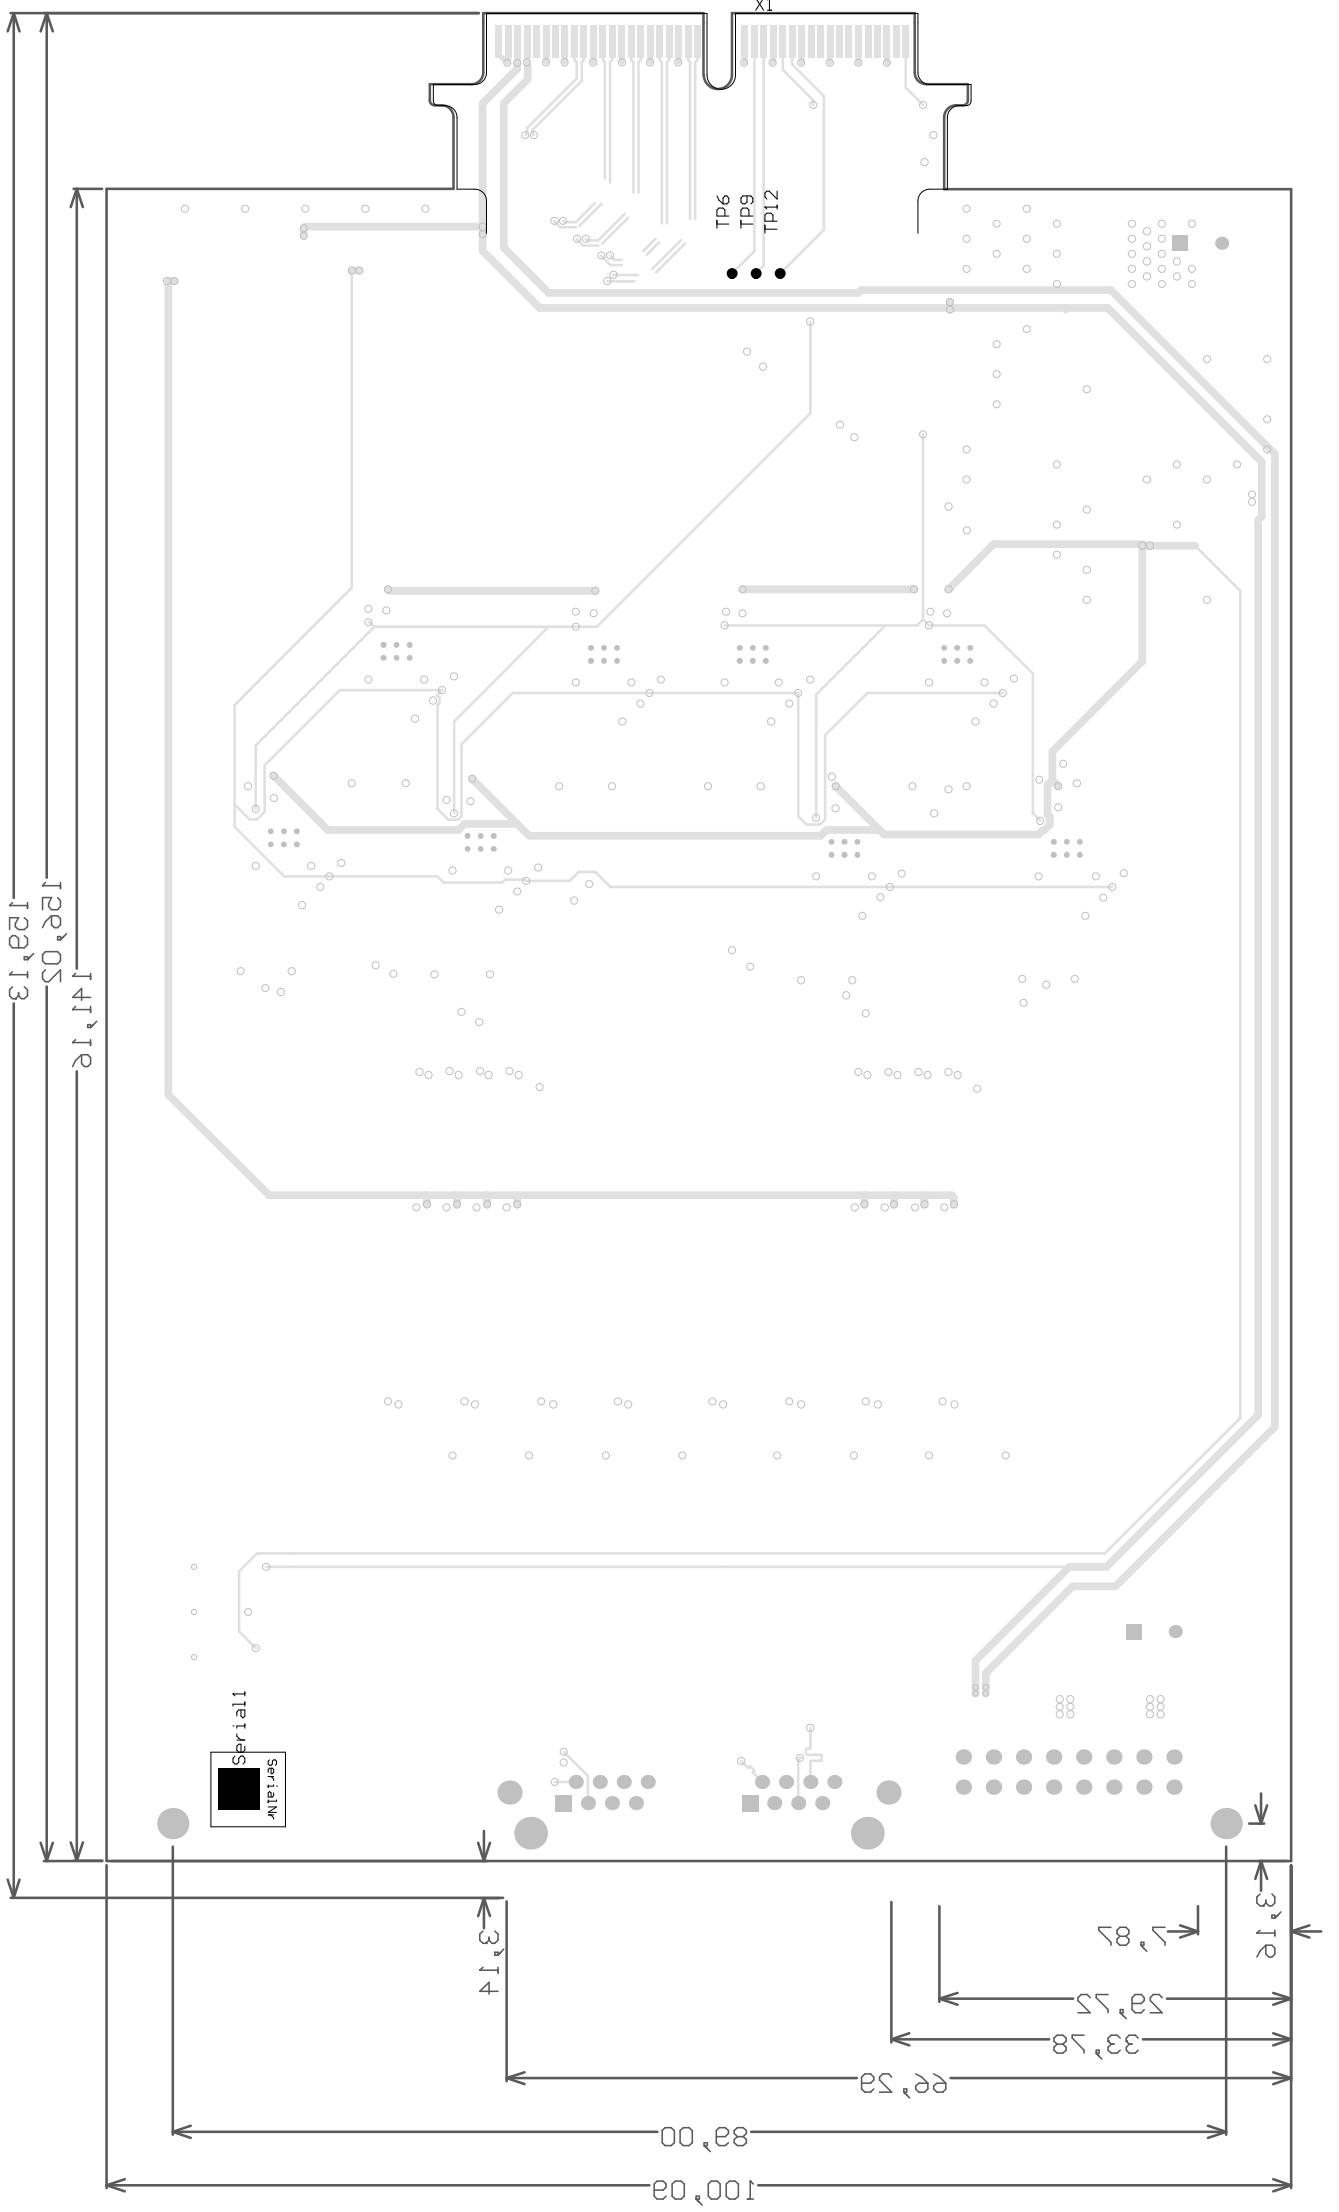 X1
TP6
TP9
TP12
159,13
156,02
141,16
Serial1
SerialNr
3,14
3,16
7,87
29,72
33,78
66,29
89,00
100,09